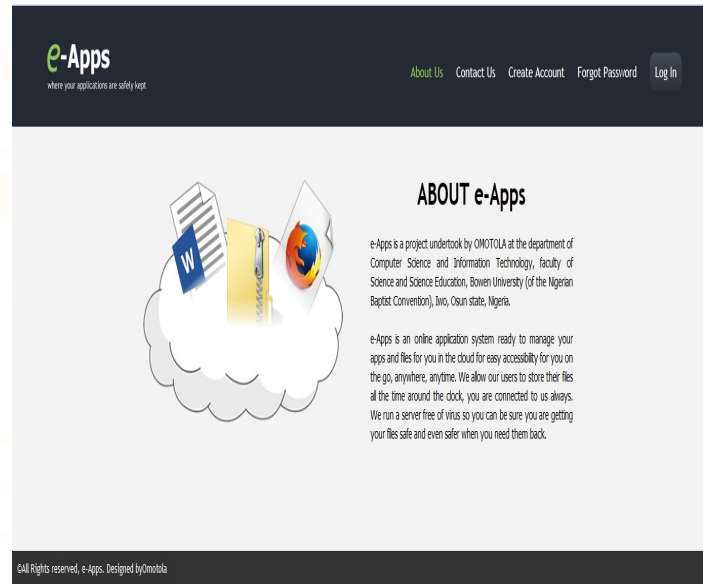 e-Apps
where your applications are safely kept
About Us Contact Us Create Account Forgot Password Log In
W
ABOUT e-Apps
e-Apps is a project undertook by OMOTOLA at the department of
Computer Science and Information Technology, faculty of
Science and Science Education, Bowen University (of the Nigerian
Baptist Convention), Iwo, Osun state, Nigeria.
e-Apps is an online application system ready to manage your
apps and files for you in the cloud for easy accessibility for you on
the go, anywhere, anytime. We allow our users to store their files
all the time around the clock, you are connected to us always.
We run a server free of virus so you can be sure you are getting
your files safe and even safer when you need them back.
©All Rights reserved, e-Apps. Designed byOmotola